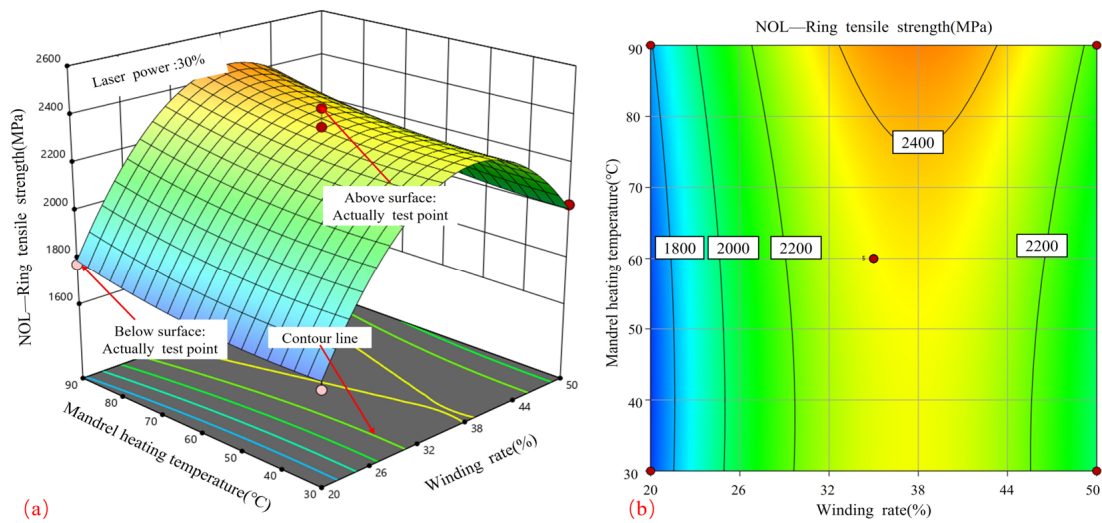 2600
2400
2200
2000
1800
1600
NOL—Ring tensile strength(MPa)
Laser power :30%
Above surface:
Actually test point
Below surface:
Actually test point
Contour line
90
80
70
60
50
40
30
Mandrel heating temperature(℃)
20
26
32
38
44
50
Winding rate(%)
(a)
NOL—Ring tensile strength(MPa)
90
80
70
60
50
40
30
Mandrel heating temperature(℃)
2400
1800
2000
2200
2200
5
20
26
32
38
44
50
Winding rate(%)
(b)